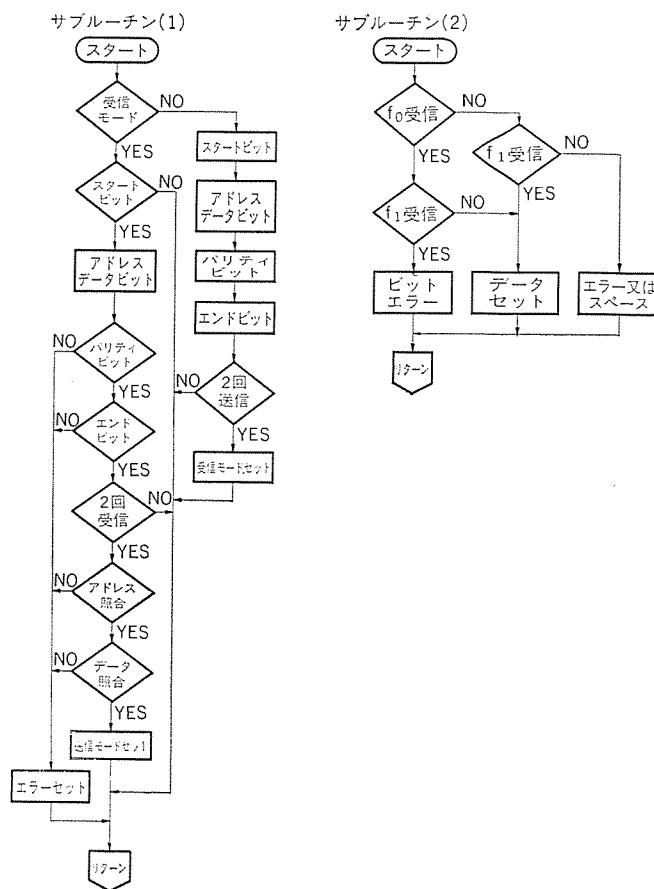 サブルーチン(1)
スタート
受信
モード
NO
YES
スタート
ビット
NO
YES
アドレス
データビット
パリティ
ビット
NO
YES
エンド
ビット
NO
YES
2回
受信
NO
YES
アドレス
照合
NO
YES
データ
照合
NO
YES
送信モードセット
エラーセット
リターン
スタートビット
アドレス
データビット
パリティ
ビット
エンドビット
2回
送信
NO
YES
受信モードセット
サブルーチン(2)
スタート
f₀受信
NO
YES
f₁受信
NO
YES
f₁受信
NO
YES
ビット
エラー
データ
セット
エラー又は
スペース
リターン